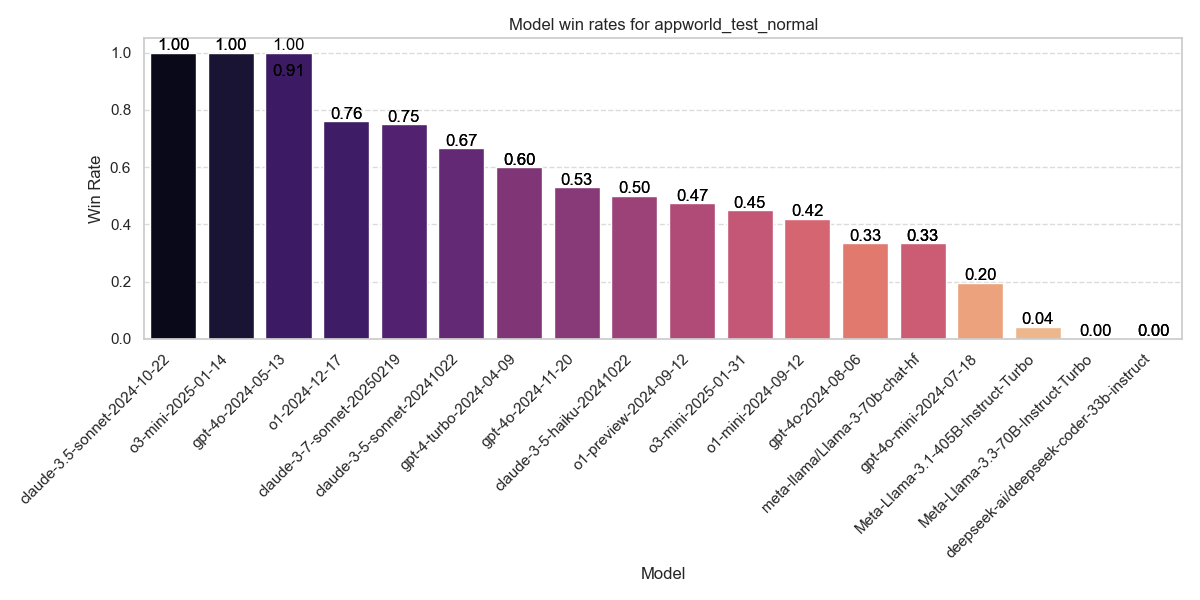 Model win rates for appworld_test_normal
Win Rate
1.0
0.8
0.6
0.4
0.2
0.0
1.00
1.00
1.00
0.91
0.76
0.75
0.67
0.60
0.53
0.50
0.47
0.45
0.42
0.33
0.33
0.20
0.04
0.00
0.00
claude-3.5-sonnet-2024-10-22
o3-mini-2025-01-14
gpt-4o-2024-05-13
o1-2024-12-17
claude-3-7-sonnet-20250219
claude-3-5-sonnet-20241022
gpt-4-turbo-2024-04-09
gpt-4o-2024-11-20
claude-3-5-haiku-20241022
o1-preview-2024-09-12
o3-mini-2025-01-31
o1-mini-2024-09-12
gpt-4o-2024-08-06
meta-llama/Llama-3-70b-chat-hf
gpt-4o-mini-2024-07-18
Meta-Llama-3.1-405B-Instruct-Turbo
Meta-Llama-3.3-70B-Instruct-Turbo
deepseek-ai/deepseek-coder-33b-instruct
Model